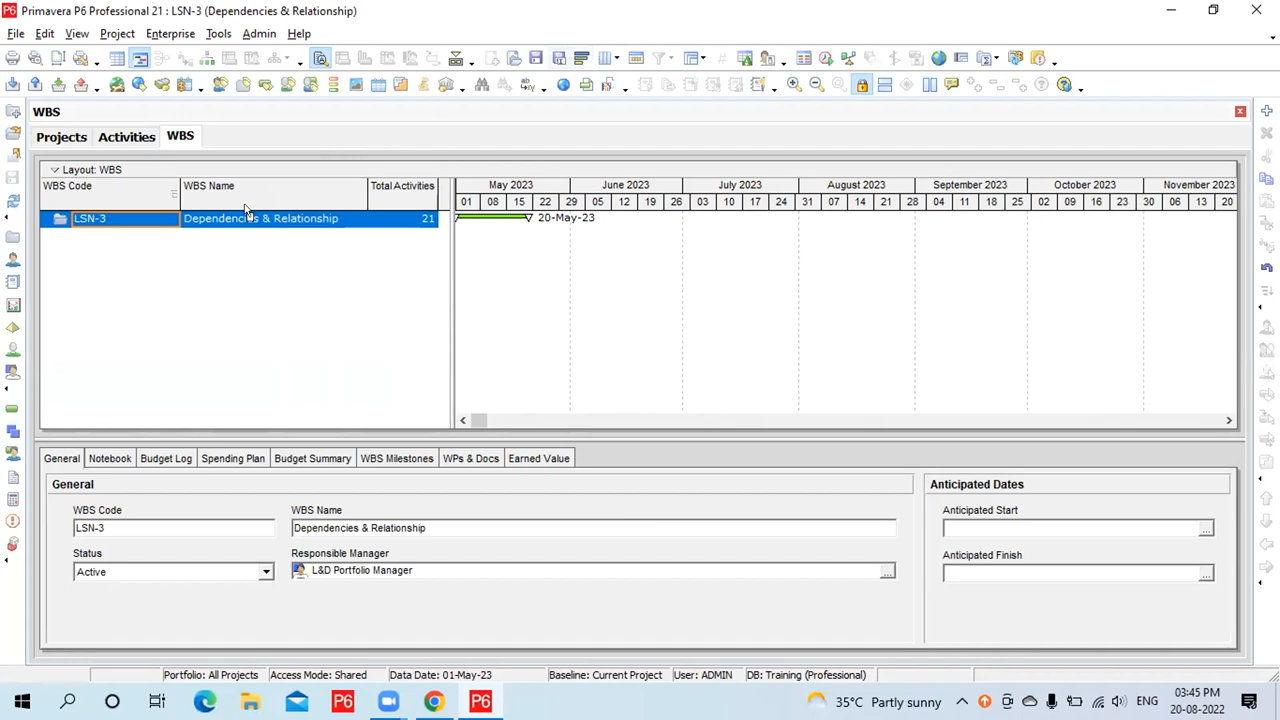 P6 Primavera P6 Professional 21 : LSN-3 (Dependencies & Relationship)
File Edit View Project Enterprise Tools Admin Help
WBS
Projects Activities WBS
Layout: WBS
WBS Code WBS Name Total Activities
May 2023 June 2023 July 2023 August 2023 September 2023 October 2023 November 2023
01 08 15 22 29 05 12 19 26 03 10 17 24 31 07 14 21 28 04 11 18 25 02 09 16 23 30 06 13 20
LSN-3 Dependencies & Relationship 21 20-May-23
General Notebook Budget Log Spending Plan Budget Summary WBS Milestones WPs & Docs Earned Value
General Anticipated Dates
WBS Code WBS Name Anticipated Start
LSN-3 Dependencies & Relationship
Status Responsible Manager Anticipated Finish
Active L&D Portfolio Manager
Portfolio: All Projects Access Mode: Shared Data Date: 01-May-23 Baseline: Current Project User: ADMIN DB: Training (Professional)
P6 P6 35°C Partly sunny ENG 03:45 PM
20-08-2022